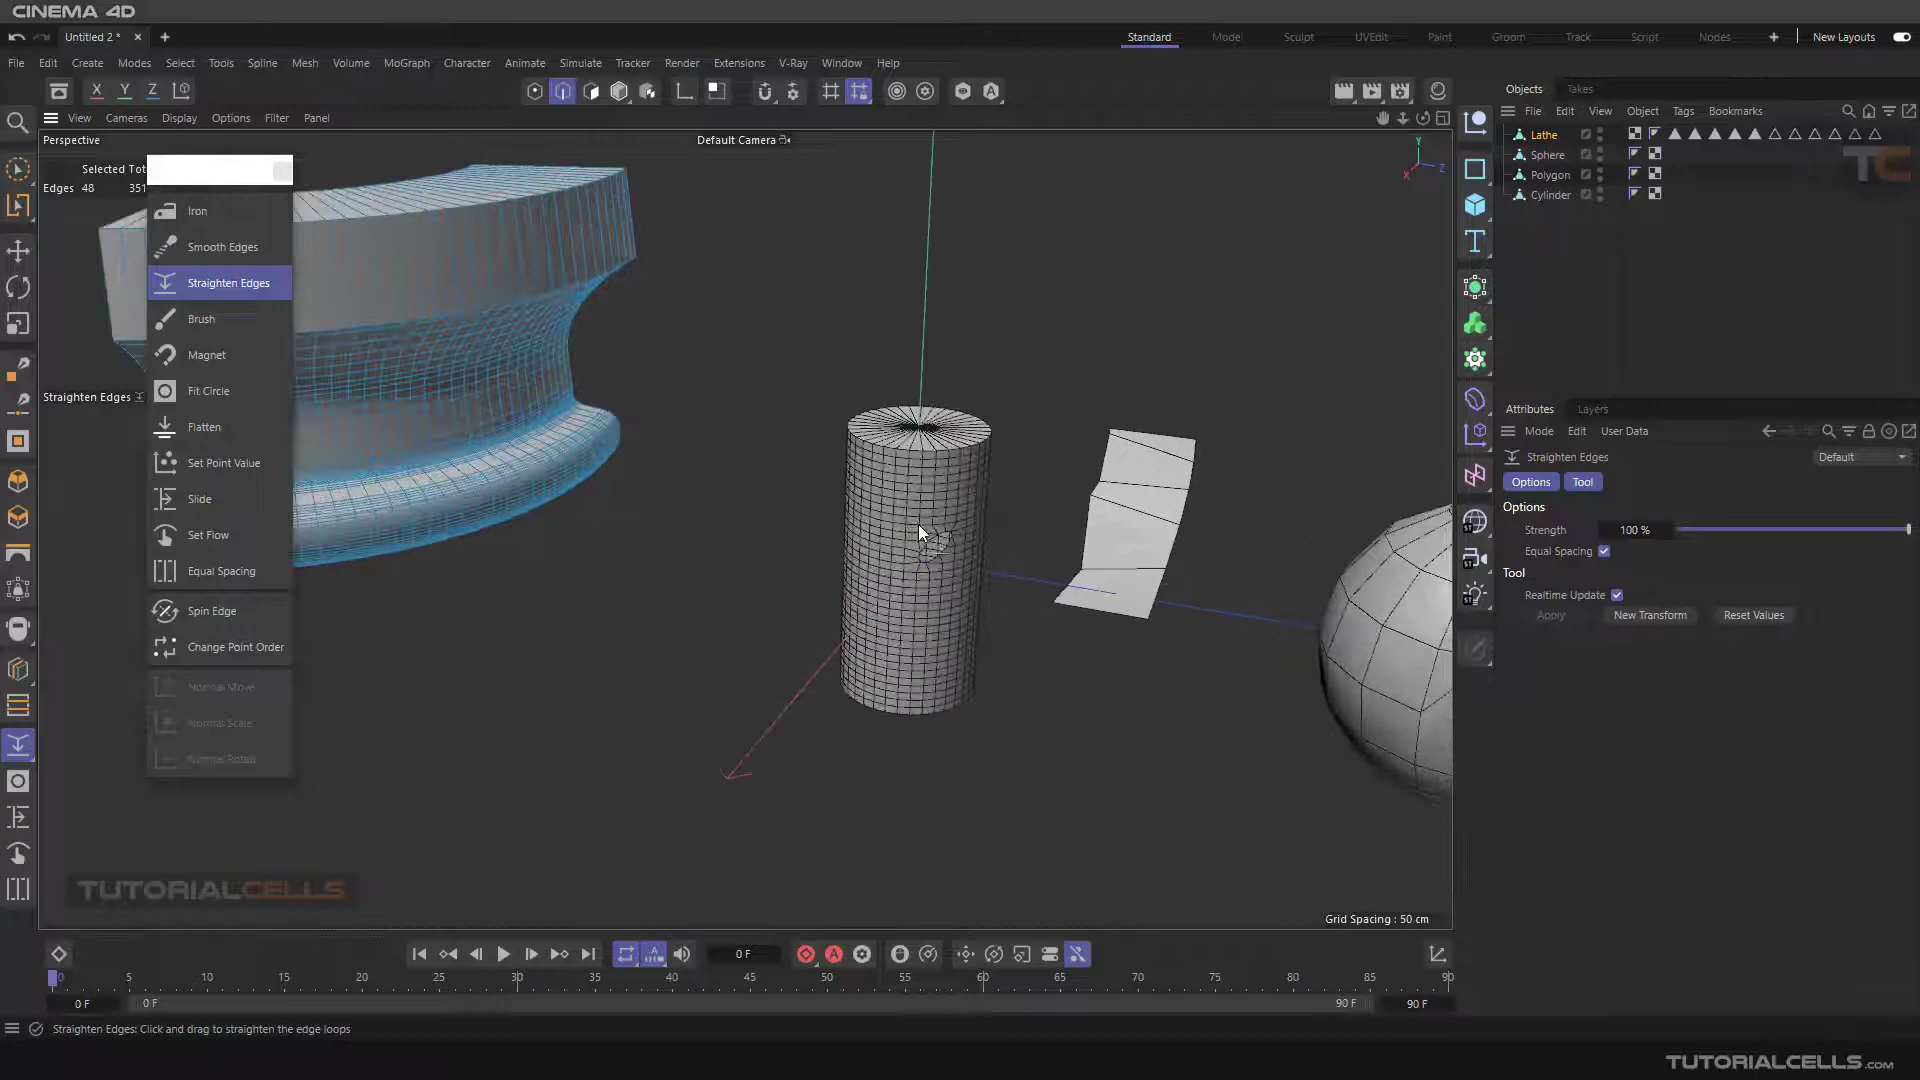 CINEMA 4D
Untitled 2 *
Standard
Model
Sculpt
UVEdit
Paint
Groom
Track
Script
Nodes
New Layouts
File Edit Create Modes Select Tools Spline Mesh Volume MoGraph Character Animate Simulate Tracker Render Extensions V-Ray Window Help
X Y Z
View Cameras Display Options Filter Panel
Perspective
Default Camera
Selected Tot
Edges 48 351
Iron
Smooth Edges
Straighten Edges
Brush
Magnet
Fit Circle
Flatten
Set Point Value
Slide
Set Flow
Equal Spacing
Spin Edge
Change Point Order
Normal Move
Normal Scale
Normal Rotate
Straighten Edges
Y
Z
X
TUTORIALCELLS
Grid Spacing : 50 cm
Objects Takes
File Edit View Object Tags Bookmarks
Lathe
Sphere
Polygon
Cylinder
TC
Attributes Layers
Mode Edit User Data
Straighten Edges
Default
Options Tool
Options
Strength 100 %
Equal Spacing
Tool
Realtime Update
Apply New Transform Reset Values
0 F
0 5 10 15 20 25 30 35 40 45 50 55 60 65 70 75 80 85 90
0 F 0 F 90 F 90 F
Straighten Edges: Click and drag to straighten the edge loops
TUTORIALCELLS.com